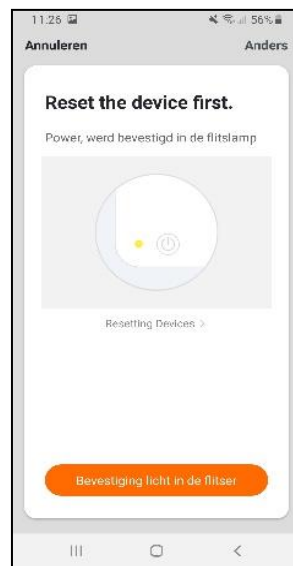 11.26 56%
Annuleren Anders
Reset the device first.
Power, werd bevestigd in de flitslamp
Resetting Devices >
Bevestiging licht in de flitser